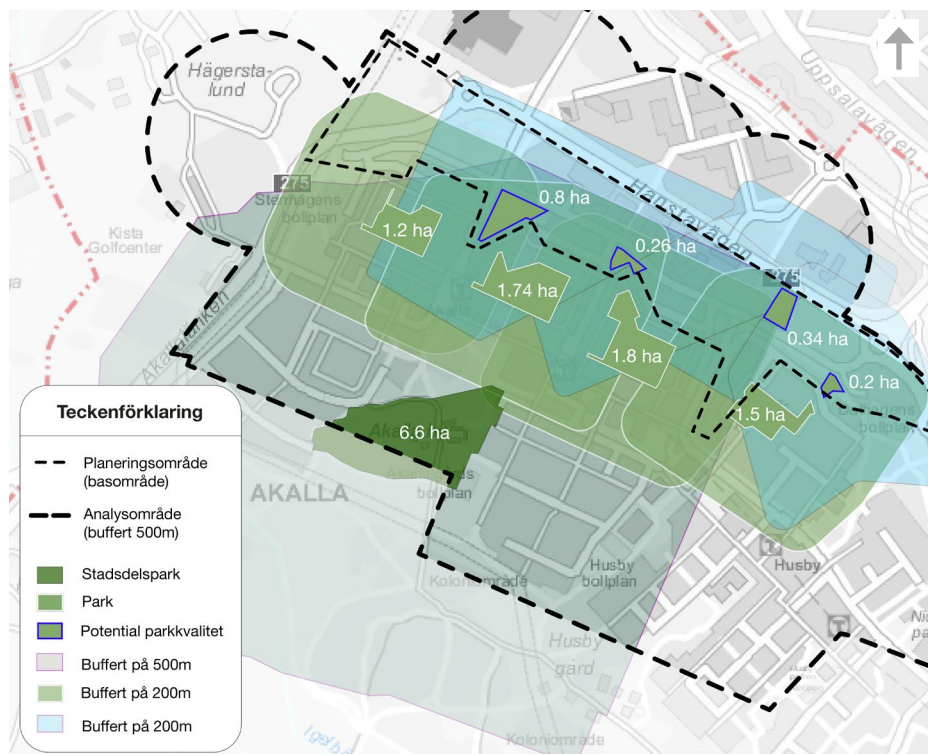 Hägersta-
lund
Uppsalavägen
275
Stenhagens
bollplan
Kista
Golfcenter
Hanstavägen
0.8 ha
1.2 ha
0.26 ha
275
1.74 ha
Akalla
0.34 ha
1.8 ha
Akallalänken
0.2 ha
1.5 ha
bollplan
6.6 ha
bollplan
AKALLA
Husby
bollplan
Husby
Koloniområde
Husby
gård
Koloniområde
Teckenförklaring
Planeringsområde
(basområde)
Analysområde
(buffert 500m)
Stadsdelspark
Park
Potential parkkvalitet
Buffert på 500m
Buffert på 200m
Buffert på 200m